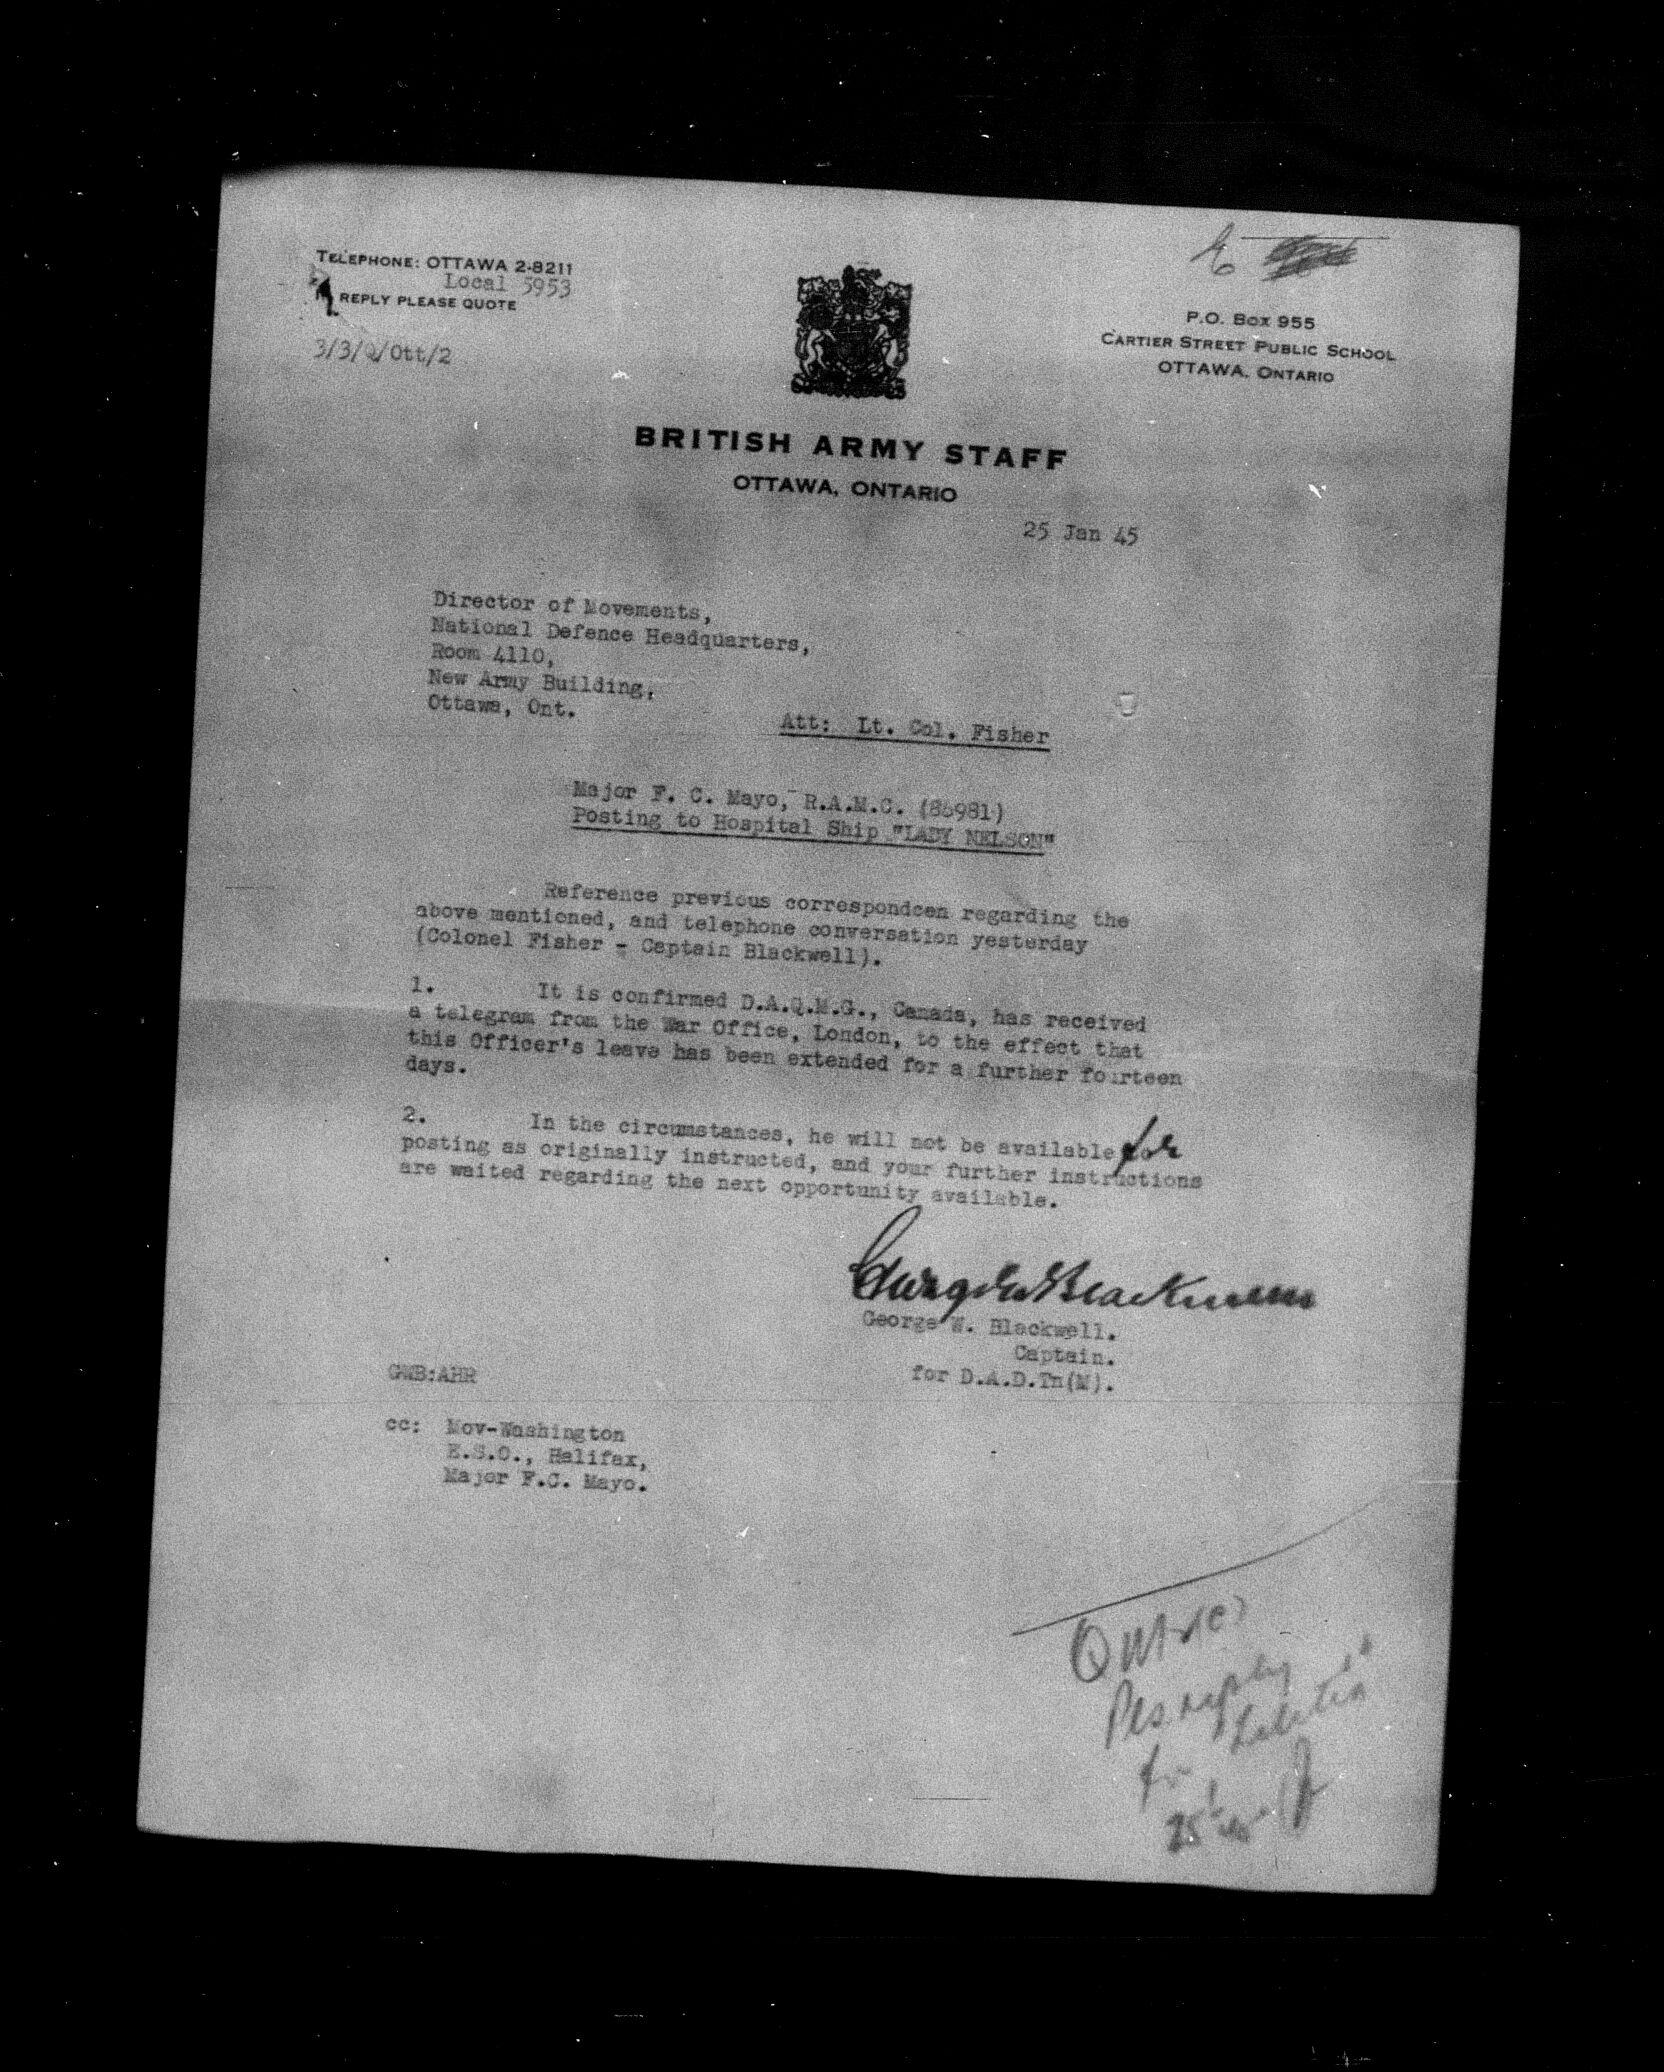 TELEPHONE: OTTAWA 2-8211
Local 5953
REPLY PLEASE QUOTE
3/3/Q/Ott/2
P.O. Box 955
CARTIER STREET PUBLIC SCHOOL
OTTAWA, ONTARIO
BRITISH ARMY STAFF
OTTAWA, ONTARIO
25 Jan 45
Director of Movements,
National Defence Headquarters,
Room 4110,
New Army Building,
Ottawa, Ont.
Att: Lt. Col. Fisher
Major F. C. Mayo, R.A.M.C. (86981)
Posting to Hospital Ship "LADY NELSON"
Reference previous correspondcen regarding the
above mentioned, and telephone conversation yesterday
(Colonel Fisher - Captain Blackwell).
1. It is confirmed D.A.Q.M.G., Canada, has received
a telegram from the War Office, London, to the effect that
this Officer's leave has been extended for a further fourteen
days.
2. In the circumstances, he will not be available for
posting as originally instructed, and your further instructions
are waited regarding the next opportunity available.
George W. Blackwell.
Captain.
for D.A.D.Tn(M).
GWB:AHR
cc: Mov-Washington
E.S.O., Halifax,
Major F.C. Mayo.
Pls reply